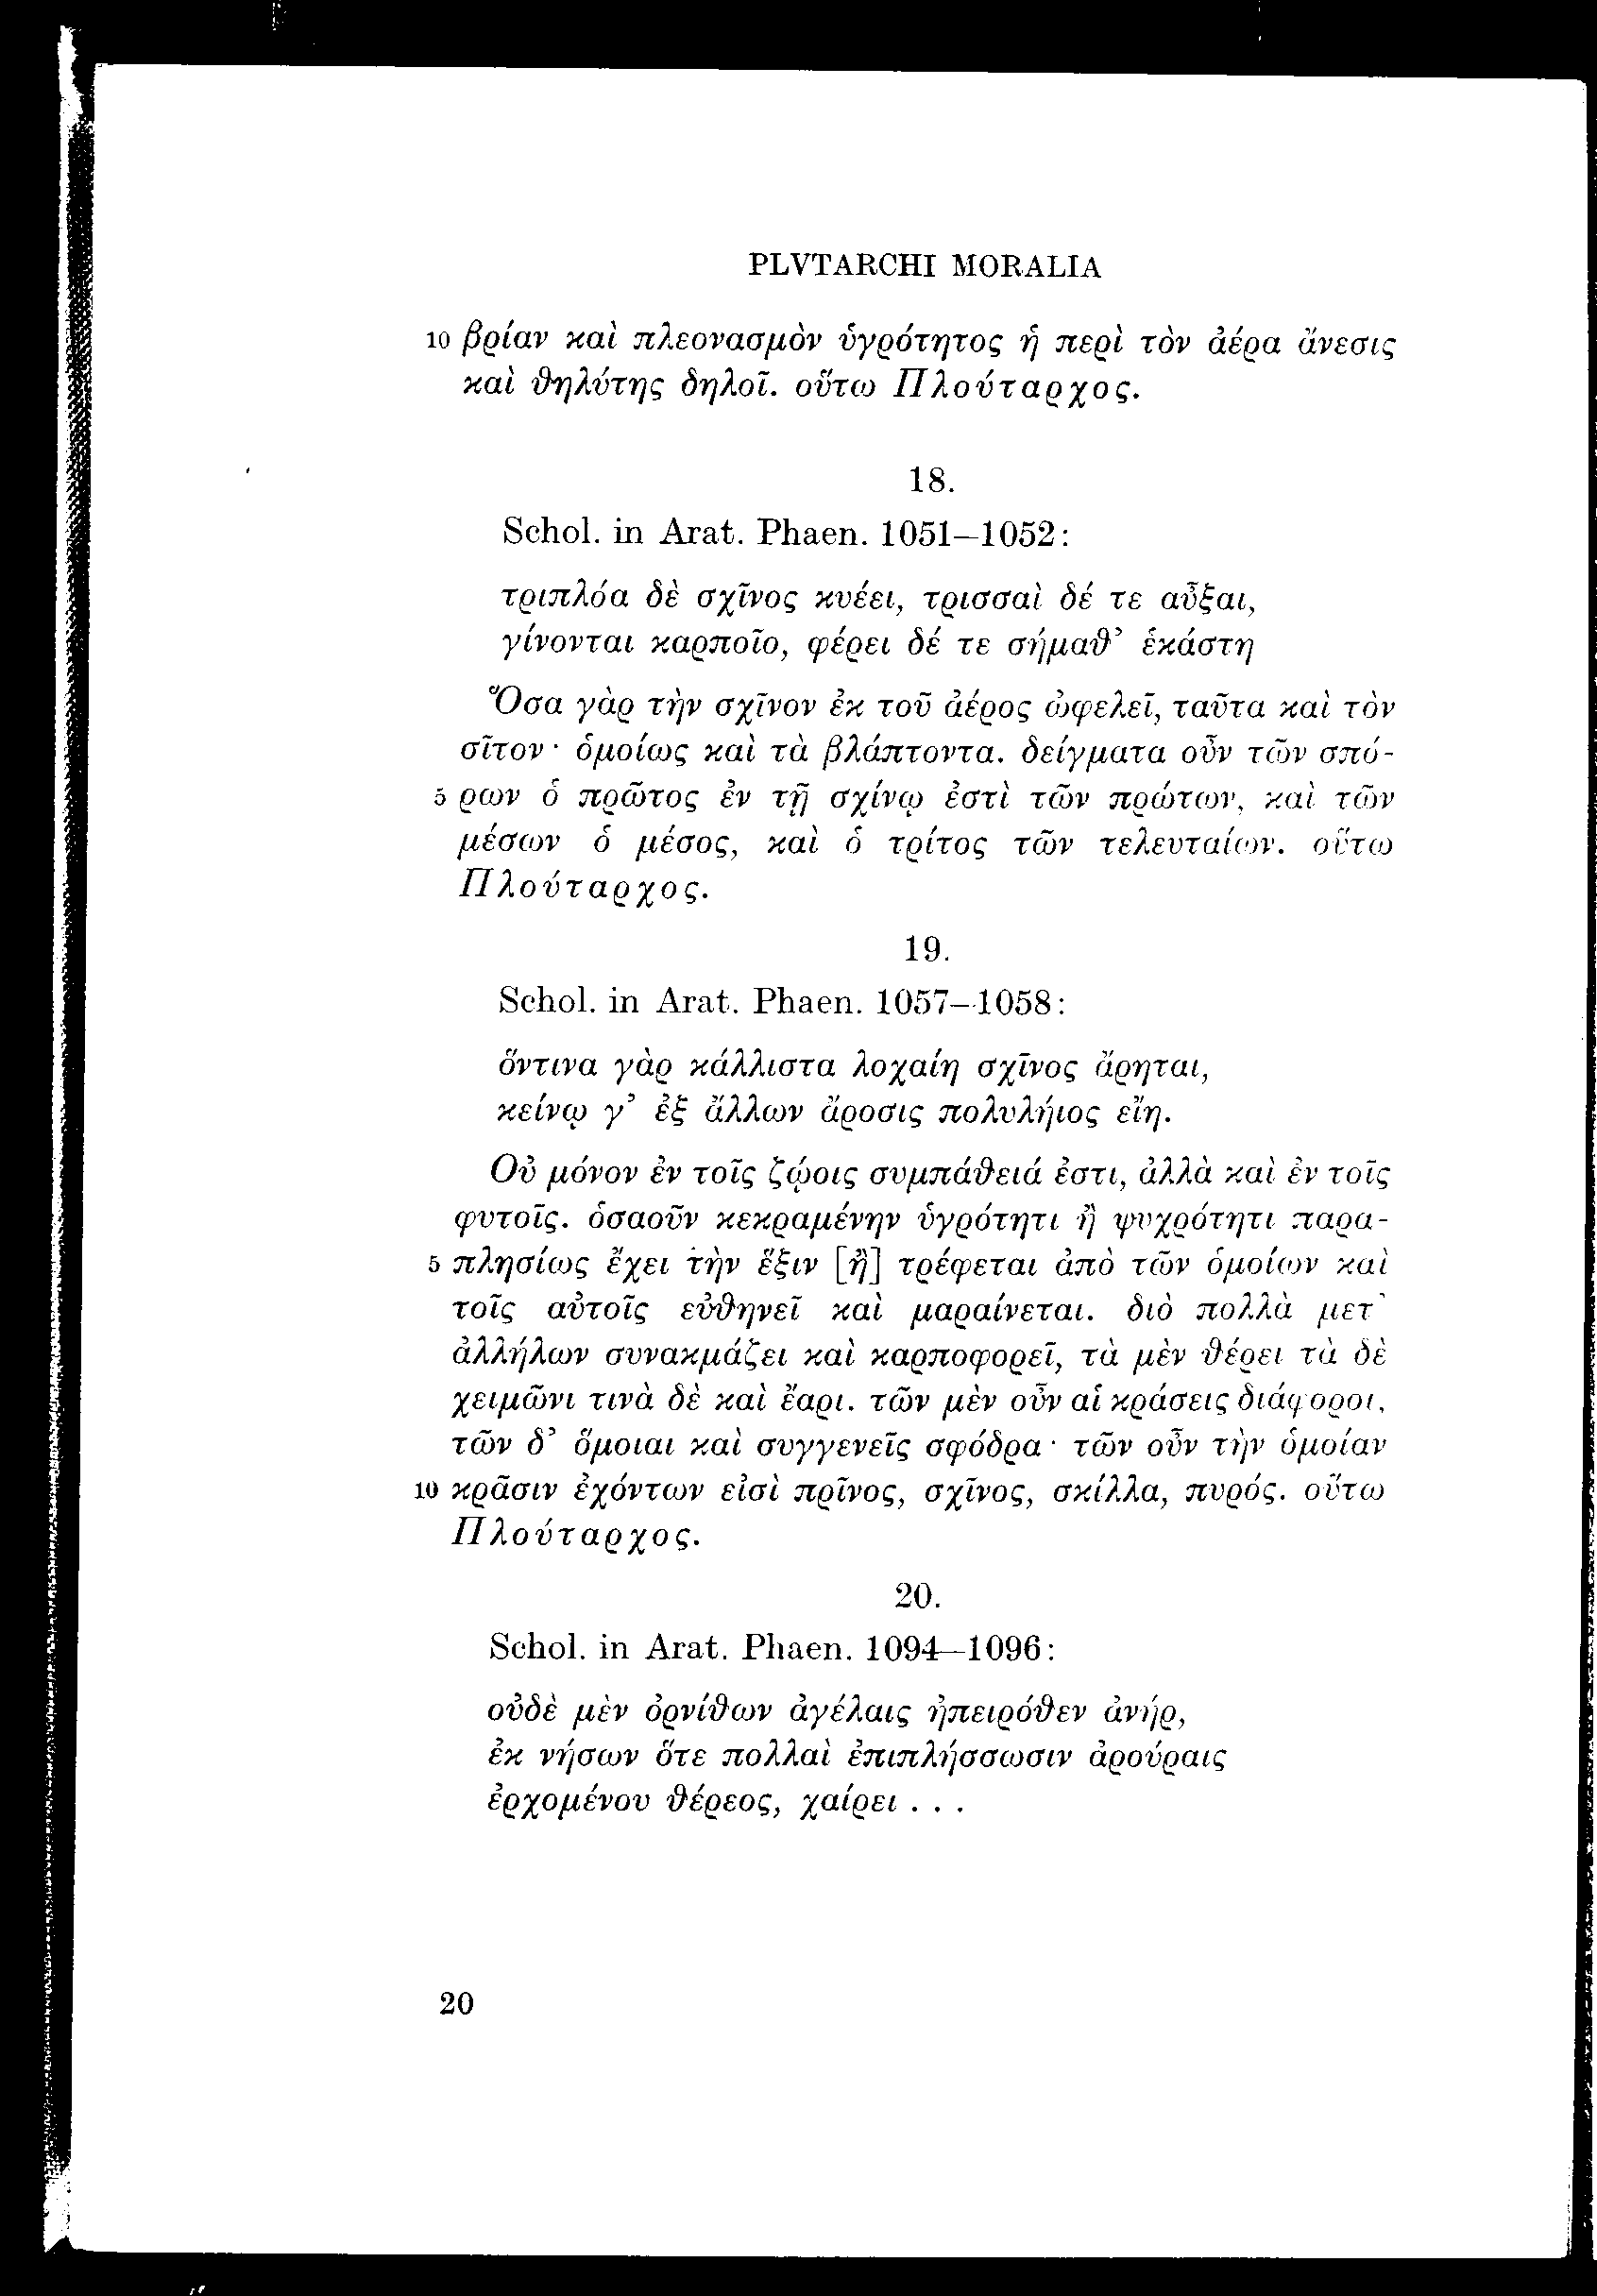 PLVTARCHI MORALIA
10 βρίαν καὶ πλεονασμὸν ὑγρότητος ἡ περὶ τὸν ἀέρα ἄνεσις
καὶ θηλύτης δηλοῖ. οὕτω Πλούταρχος.
18.
Schol. in Arat. Phaen. 1051–1052:
τριπλόα δὲ σχῖνος κυέει, τρισσαὶ δέ τε αὖξαι,
γίνονται καρποῖο, φέρει δέ τε σήμαθ’ ἑκάστη
Ὅσα γὰρ τὴν σχῖνον ἐκ τοῦ ἀέρος ὠφελεῖ, ταῦτα καὶ τὸν
σῖτον· ὁμοίως καὶ τὰ βλάπτοντα. δείγματα οὖν τῶν σπό-
5 ρων ὁ πρῶτος ἐν τῇ σχίνῳ ἐστὶ τῶν πρώτων, καὶ τῶν
μέσων ὁ μέσος, καὶ ὁ τρίτος τῶν τελευταίων. οὕτω
Πλούταρχος.
19.
Schol. in Arat. Phaen. 1057–1058:
ὅντινα γὰρ κάλλιστα λοχαίη σχῖνος ἄρηται,
κείνῳ γ’ ἐξ ἄλλων ἄροσις πολυλήιος εἴη.
Οὐ μόνον ἐν τοῖς ζῴοις συμπάθειά ἐστι, ἀλλὰ καὶ ἐν τοῖς
φυτοῖς. ὁσαοῦν κεκραμένην ὑγρότητι ἢ ψυχρότητι παρα-
5 πλησίως ἔχει τὴν ἕξιν [ἢ] τρέφεται ἀπὸ τῶν ὁμοίων καὶ
τοῖς αὐτοῖς εὐθηνεῖ καὶ μαραίνεται. διὸ πολλὰ μετ’
ἀλλήλων συνακμάζει καὶ καρποφορεῖ, τὰ μὲν θέρει τὰ δὲ
χειμῶνι τινὰ δὲ καὶ ἔαρι. τῶν μὲν οὖν αἱ κράσεις διάφοροι,
τῶν δ’ ὅμοιαι καὶ συγγενεῖς σφόδρα· τῶν οὖν τὴν ὁμοίαν
10 κρᾶσιν ἐχόντων εἰσὶ πρῖνος, σχῖνος, σκίλλα, πυρός. οὕτω
Πλούταρχος.
20.
Schol. in Arat. Phaen. 1094–1096:
οὐδὲ μὲν ὀρνίθων ἀγέλαις ἠπειρόθεν ἀνήρ,
ἐκ νήσων ὅτε πολλαὶ ἐπιπλήσσωσιν ἀρούραις
ἐρχομένου θέρεος, χαίρει . . .
20